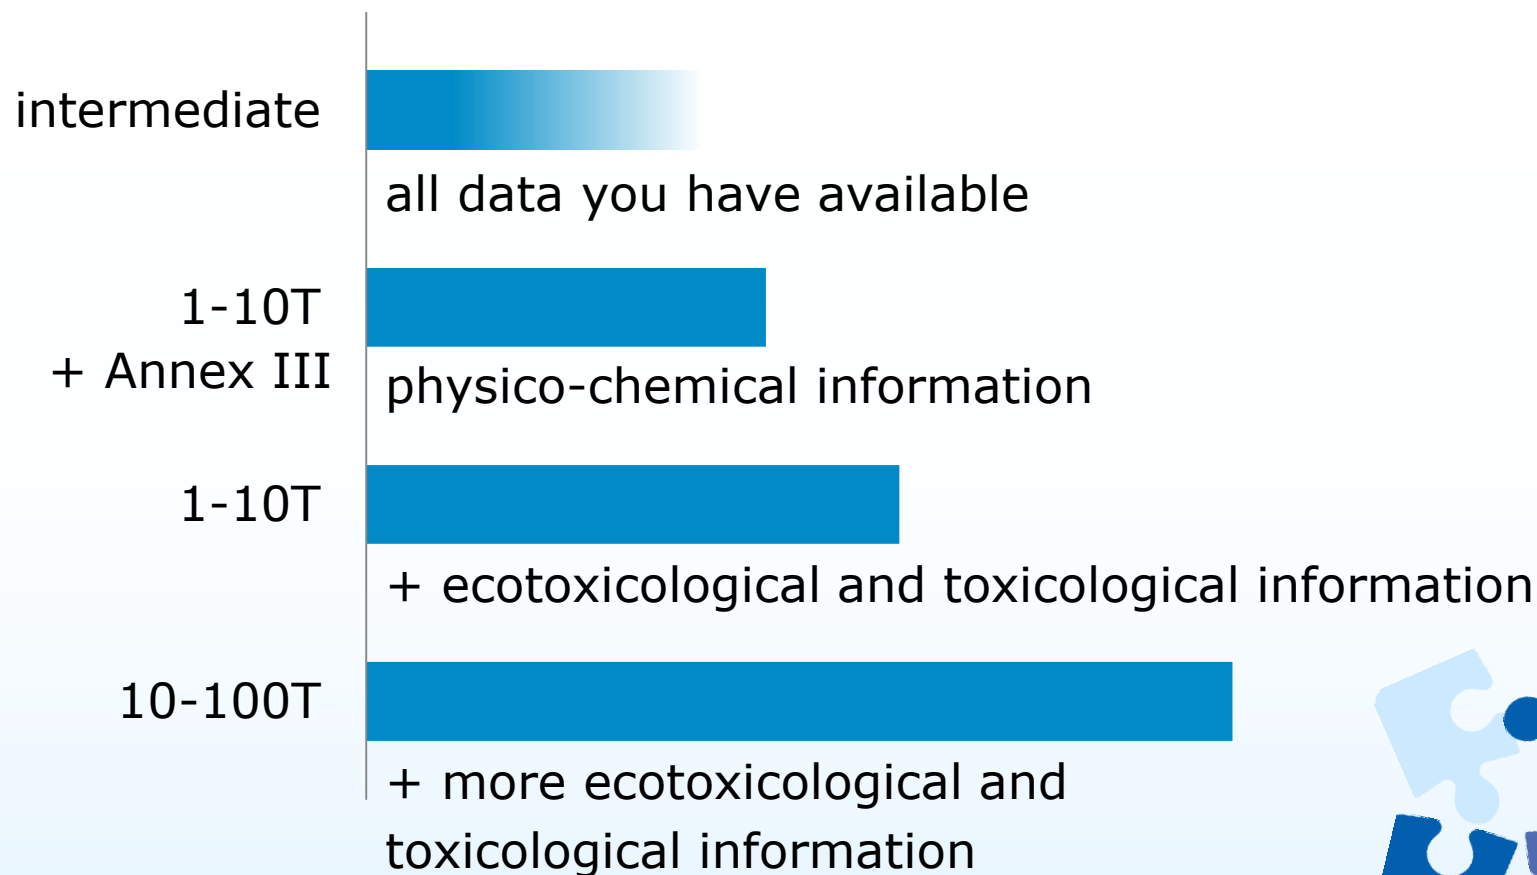 intermediate
all data you have available
1-10T
+ Annex III
physico-chemical information
1-10T
+ ecotoxicological and toxicological information
10-100T
+ more ecotoxicological and
toxicological information